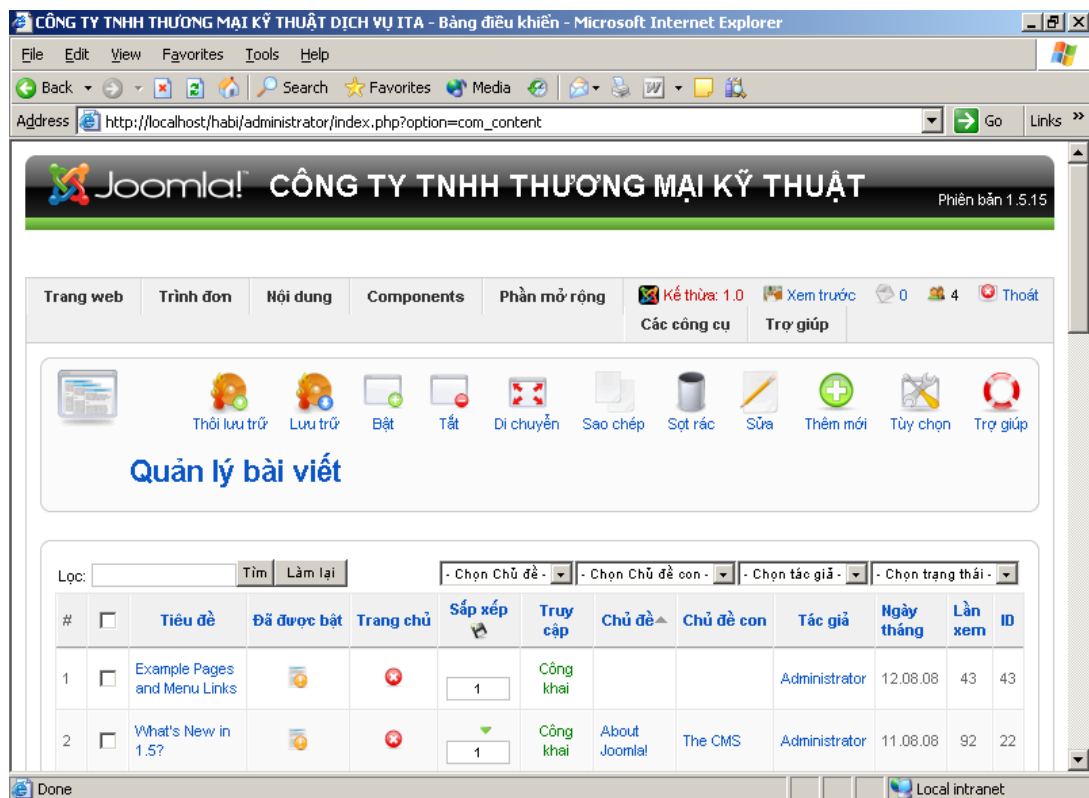 CÔNG TY TNHH THƯƠNG MẠI KỸ THUẬT DỊCH VỤ ITA - Bảng điều khiển - Microsoft Internet Explorer
File Edit View Favorites Tools Help
Back Search Favorites Media
Address http://localhost/habi/administrator/index.php?option=com_content Go Links »
Joomla!™ CÔNG TY TNHH THƯƠNG MẠI KỸ THUẬT Phiên bản 1.5.15
Trang web Trình đơn Nội dung Components Phần mở rộng Kế thừa: 1.0 Xem trước 0 4 Thoát
Các công cụ Trợ giúp
Thôi lưu trữ Lưu trữ Bật Tắt Di chuyển Sao chép Sọt rác Sửa Thêm mới Tùy chọn Trợ giúp
Quản lý bài viết
Lọc: Tìm Làm lại - Chọn Chủ đề - - Chọn Chủ đề con - - Chọn tác giả - - Chọn trạng thái -
# Tiêu đề Đã được bật Trang chủ Sắp xếp Truy cập Chủ đề Chủ đề con Tác giả Ngày tháng Lần xem ID
1 Example Pages and Menu Links 1 Công khai Administrator 12.08.08 43 43
2 What's New in 1.5? 1 Công khai About Joomla! The CMS Administrator 11.08.08 92 22
Done Local intranet